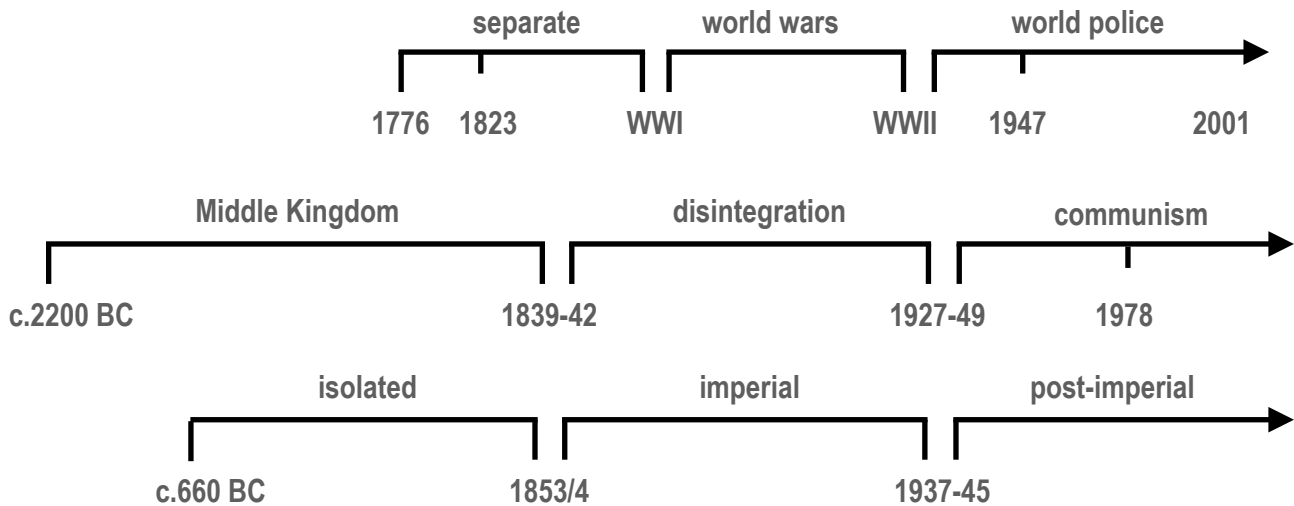 separate world wars world police
1776 1823 WWI WWII 1947 2001
Middle Kingdom disintegration communism
c.2200 BC 1839-42 1927-49 1978
isolated imperial post-imperial
c.660 BC 1853/4 1937-45